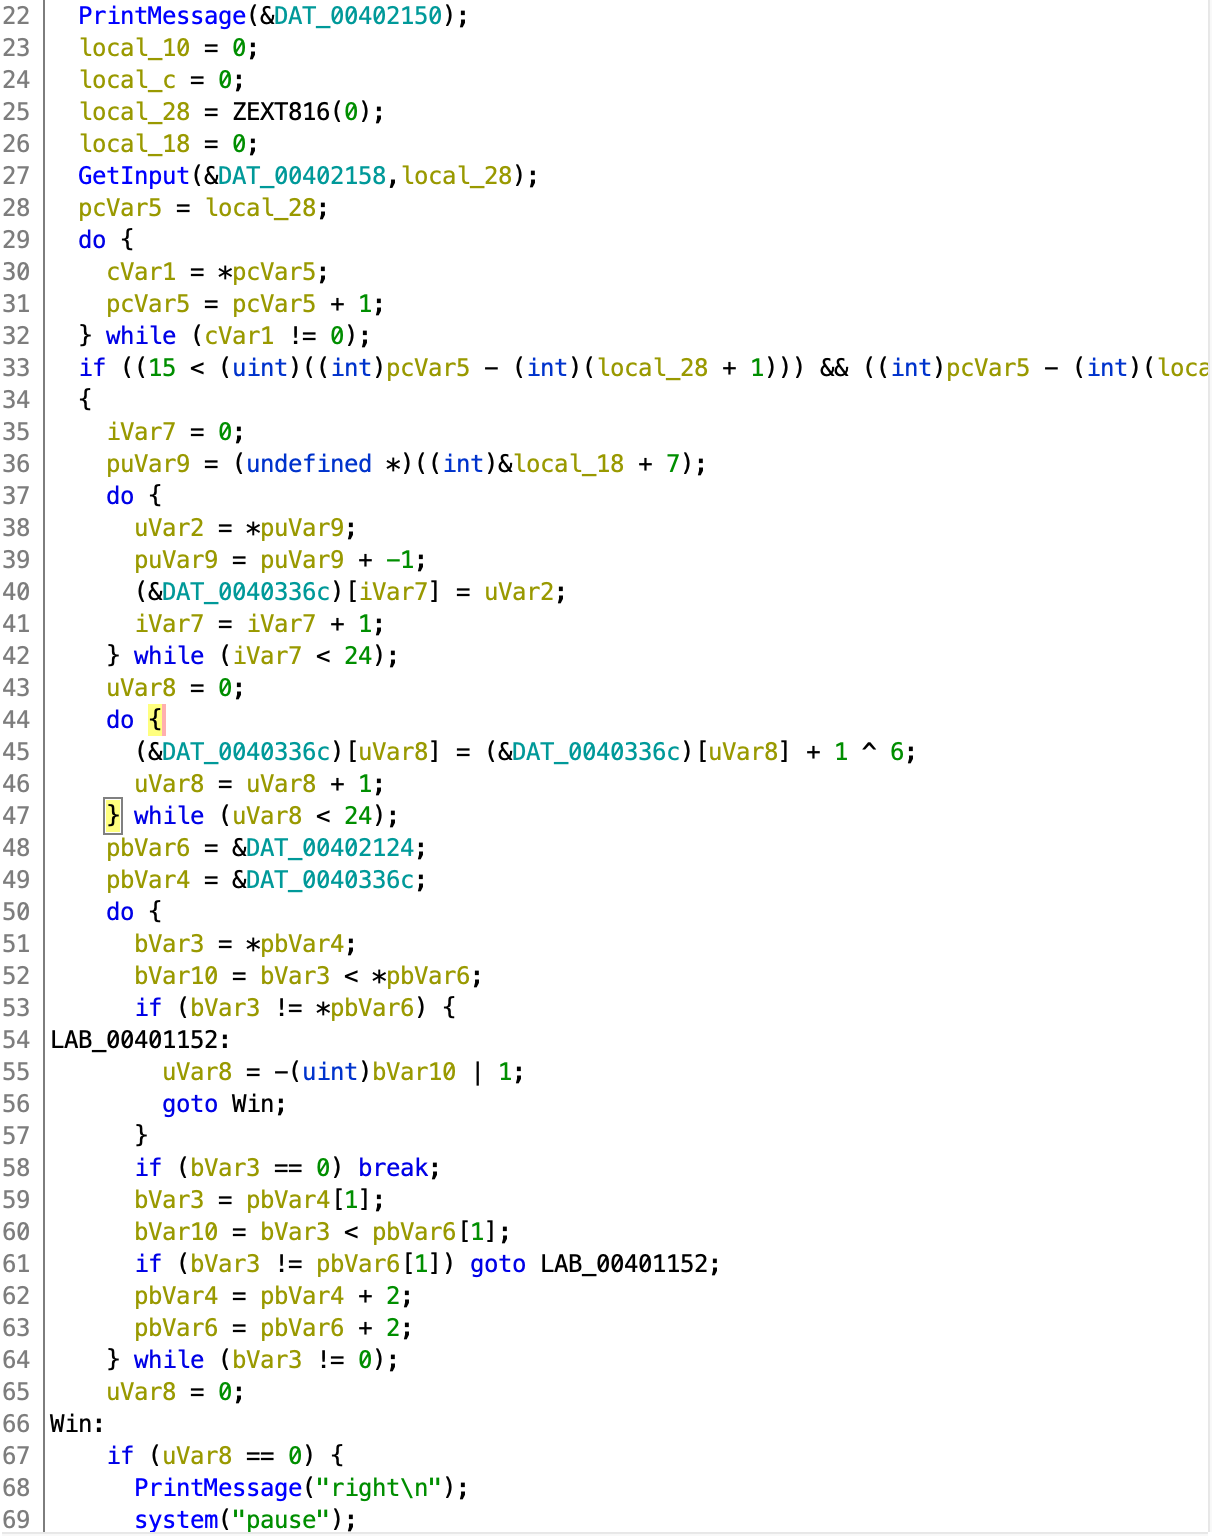 22 PrintMessage(&DAT_00402150);
23 local_10 = 0;
24 local_c = 0;
25 local_28 = ZEXT816(0);
26 local_18 = 0;
27 GetInput(&DAT_00402158,local_28);
28 pcVar5 = local_28;
29 do {
30 cVar1 = *pcVar5;
31 pcVar5 = pcVar5 + 1;
32 } while (cVar1 != 0);
33 if ((15 < (uint)((int)pcVar5 - (int)(local_28 + 1))) && ((int)pcVar5 - (int)(loca
34 {
35 iVar7 = 0;
36 puVar9 = (undefined *)((int)&local_18 + 7);
37 do {
38 uVar2 = *puVar9;
39 puVar9 = puVar9 + -1;
40 (&DAT_0040336c)[iVar7] = uVar2;
41 iVar7 = iVar7 + 1;
42 } while (iVar7 < 24);
43 uVar8 = 0;
44 do {
45 (&DAT_0040336c)[uVar8] = (&DAT_0040336c)[uVar8] + 1 ^ 6;
46 uVar8 = uVar8 + 1;
47 } while (uVar8 < 24);
48 pbVar6 = &DAT_00402124;
49 pbVar4 = &DAT_0040336c;
50 do {
51 bVar3 = *pbVar4;
52 bVar10 = bVar3 < *pbVar6;
53 if (bVar3 != *pbVar6) {
54 LAB_00401152:
55 uVar8 = -(uint)bVar10 | 1;
56 goto Win;
57 }
58 if (bVar3 == 0) break;
59 bVar3 = pbVar4[1];
60 bVar10 = bVar3 < pbVar6[1];
61 if (bVar3 != pbVar6[1]) goto LAB_00401152;
62 pbVar4 = pbVar4 + 2;
63 pbVar6 = pbVar6 + 2;
64 } while (bVar3 != 0);
65 uVar8 = 0;
66 Win:
67 if (uVar8 == 0) {
68 PrintMessage("right\n");
69 system("pause");